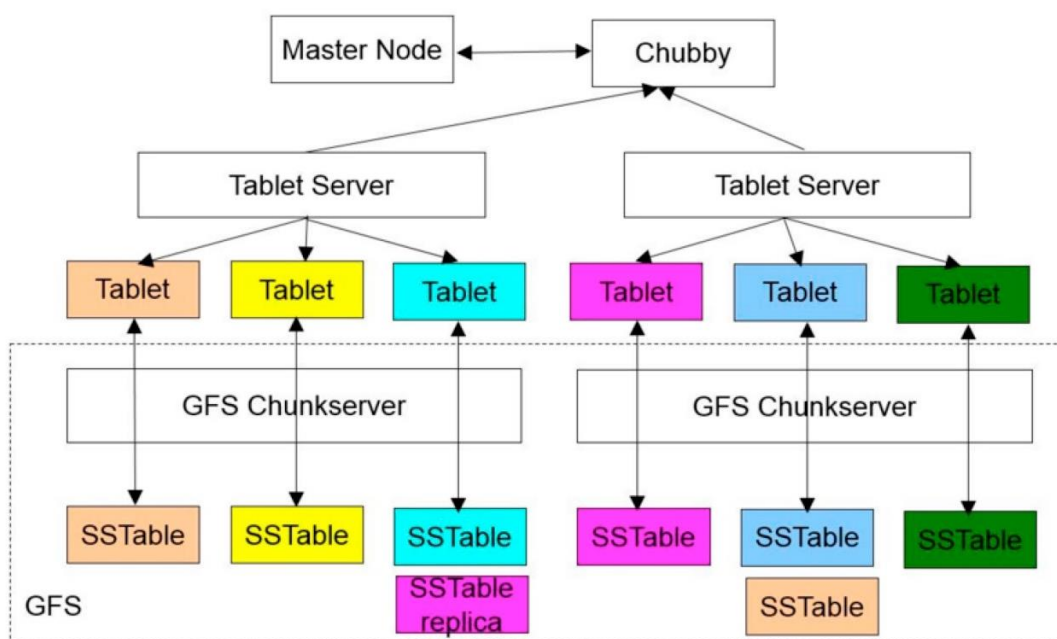 Master Node
Chubby
Tablet Server
Tablet Server
Tablet
Tablet
Tablet
Tablet
Tablet
Tablet
GFS Chunkserver
GFS Chunkserver
SSTable
SSTable
SSTable
SSTable
SSTable
SSTable
SSTable
replica
SSTable
GFS